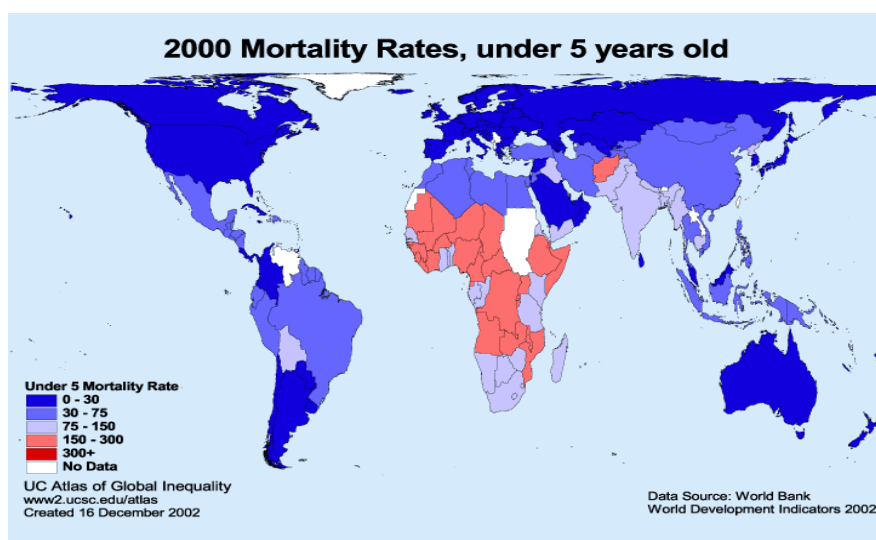 2000 Mortality Rates, under 5 years old
Under 5 Mortality Rate
0 - 30
30 - 75
75 - 150
150 - 300
300+
No Data
UC Atlas of Global Inequality
www2.ucsc.edu/atlas
Created 16 December 2002
Data Source: World Bank
World Development Indicators 2002